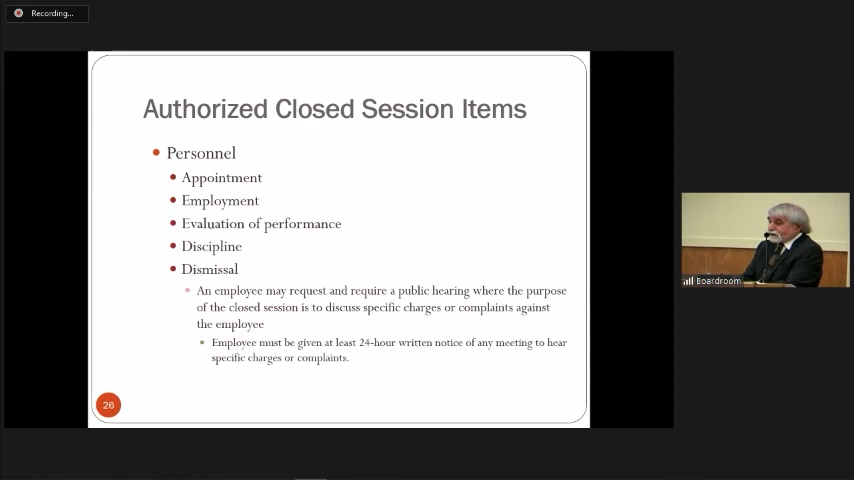 Recording...
Authorized Closed Session Items
Personnel
Appointment
Employment
Evaluation of performance
Discipline
Dismissal
An employee may request and require a public hearing where the purpose
of the closed session is to discuss specific charges or complaints against
the employee
Employee must be given at least 24-hour written notice of any meeting to hear
specific charges or complaints.
26
Boardroom